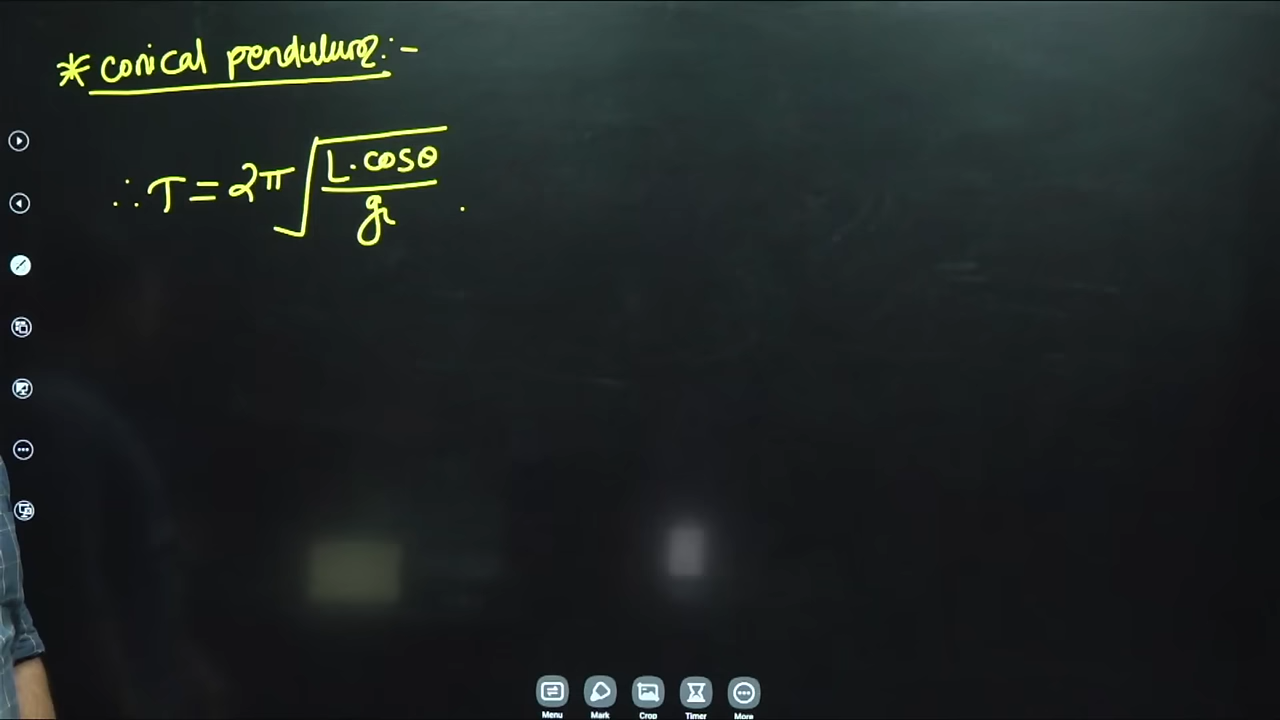 * conical pendulum:-
∴ T = 2π √(L·cosθ / g)
Menu Mark Crop Timer More